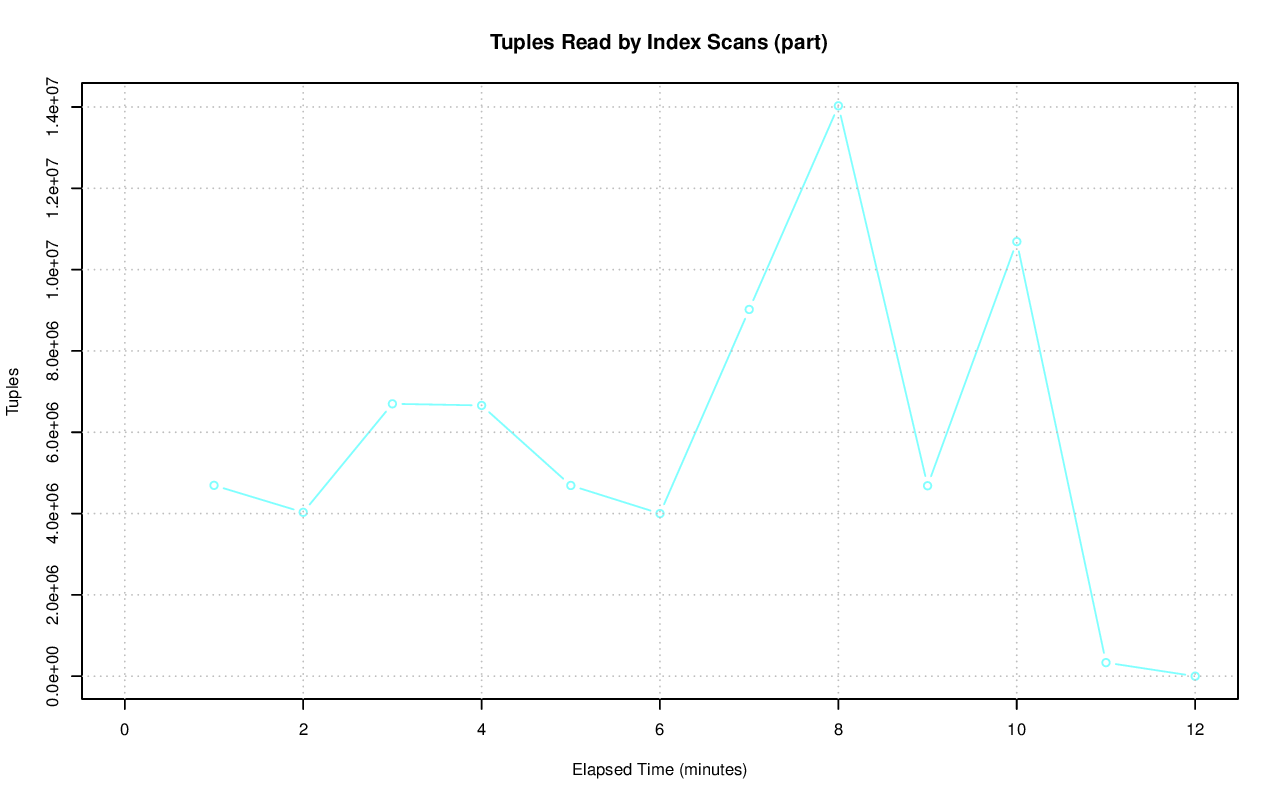 Tuples Read by Index Scans (part)
Tuples
1.4e+07
1.2e+07
1.0e+07
8.0e+06
6.0e+06
4.0e+06
2.0e+06
0.0e+00
0 2 4 6 8 10 12
Elapsed Time (minutes)